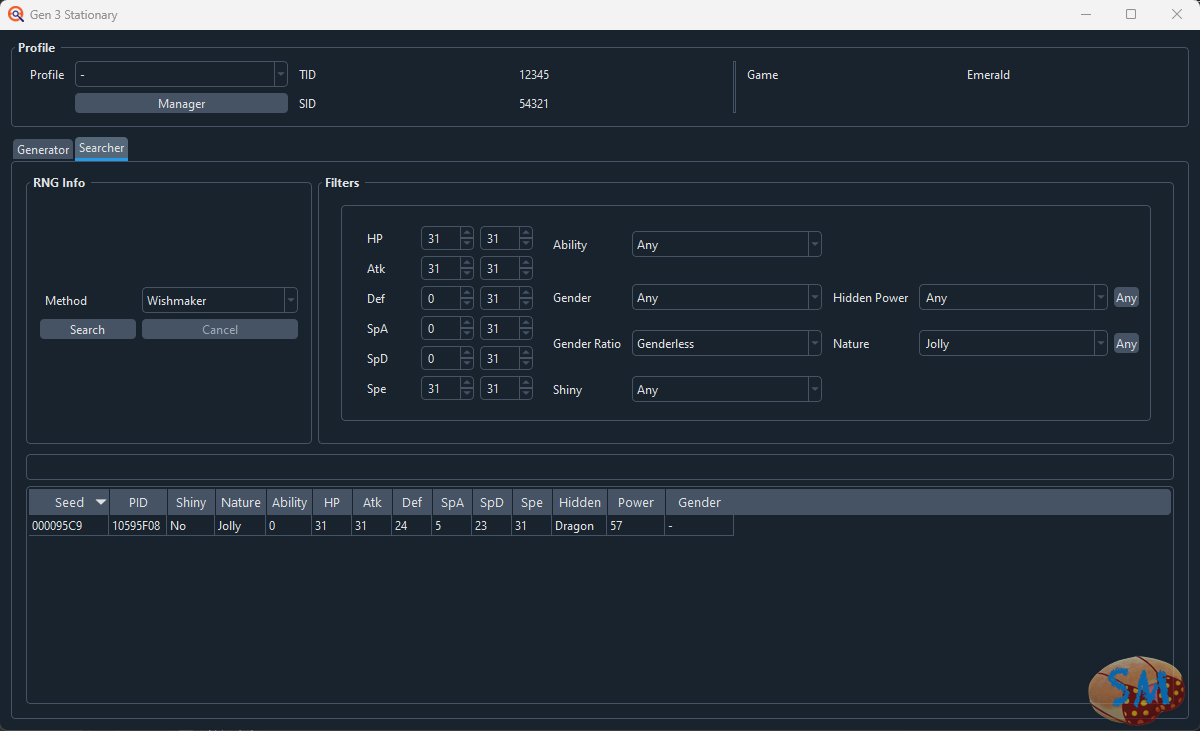 Gen 3 Stationary
Profile
Profile - TID 12345 Game Emerald
Manager SID 54321
Generator Searcher
RNG Info
Method Wishmaker
Search Cancel
Filters
HP 31 31
Atk 31 31
Def 0 31
SpA 0 31
SpD 0 31
Spe 31 31
Ability Any
Gender Any Hidden Power Any Any
Gender Ratio Genderless Nature Jolly Any
Shiny Any
Seed PID Shiny Nature Ability HP Atk Def SpA SpD Spe Hidden Power Gender
000095C9 10595F08 No Jolly 0 31 31 24 5 23 31 Dragon 57 -
SM